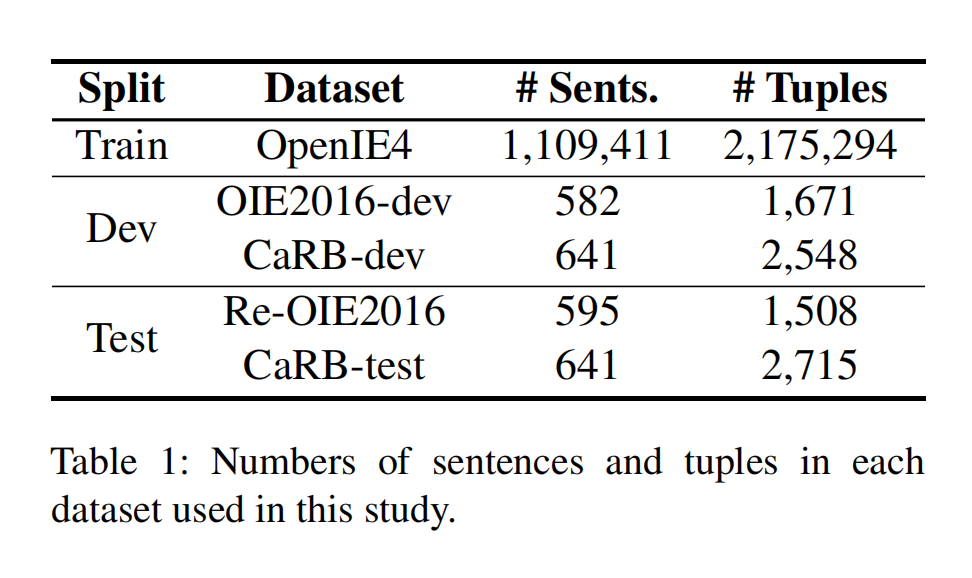 Split Dataset # Sents. # Tuples
Train OpenIE4 1,109,411 2,175,294
Dev OIE2016-dev 582 1,671
CaRB-dev 641 2,548
Test Re-OIE2016 595 1,508
CaRB-test 641 2,715
Table 1: Numbers of sentences and tuples in each
dataset used in this study.